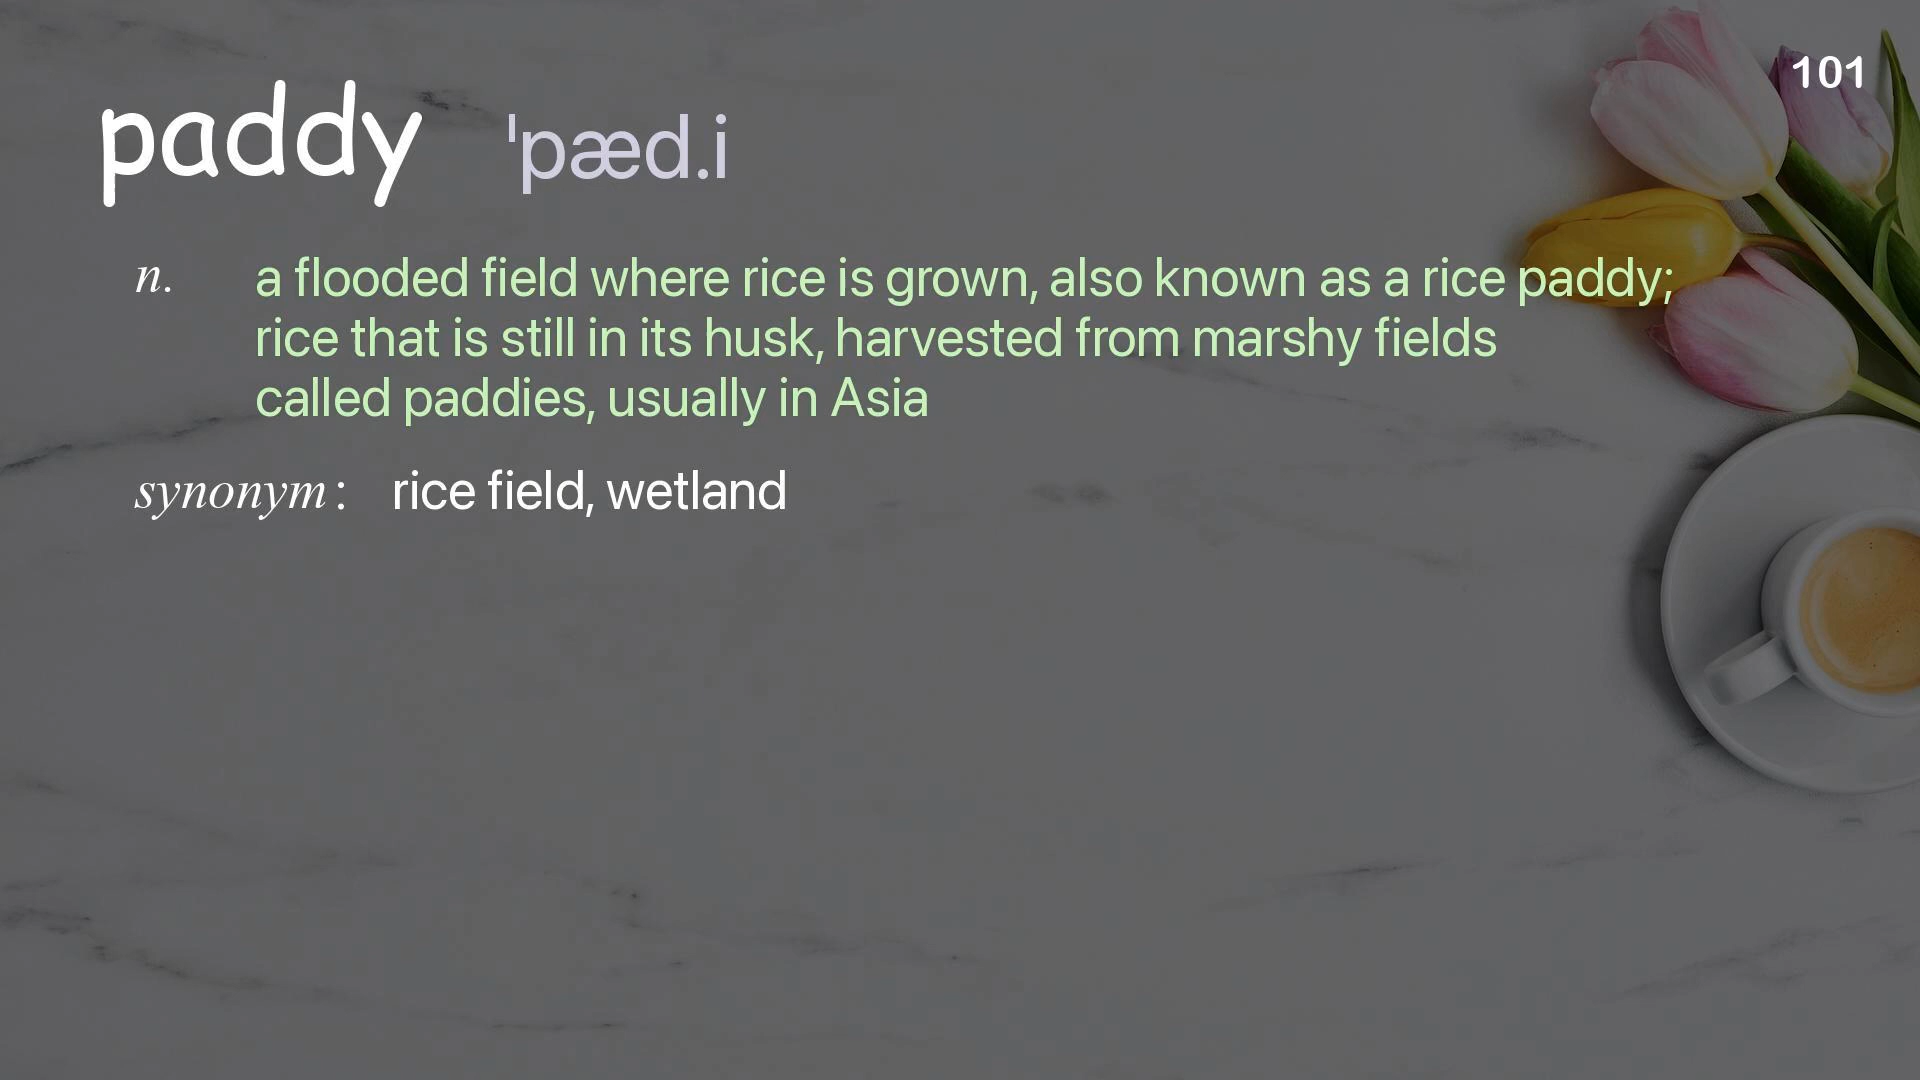 101
paddy ˈpæd.i
n. a flooded field where rice is grown, also known as a rice paddy;
rice that is still in its husk, harvested from marshy fields
called paddies, usually in Asia
synonym: rice field, wetland